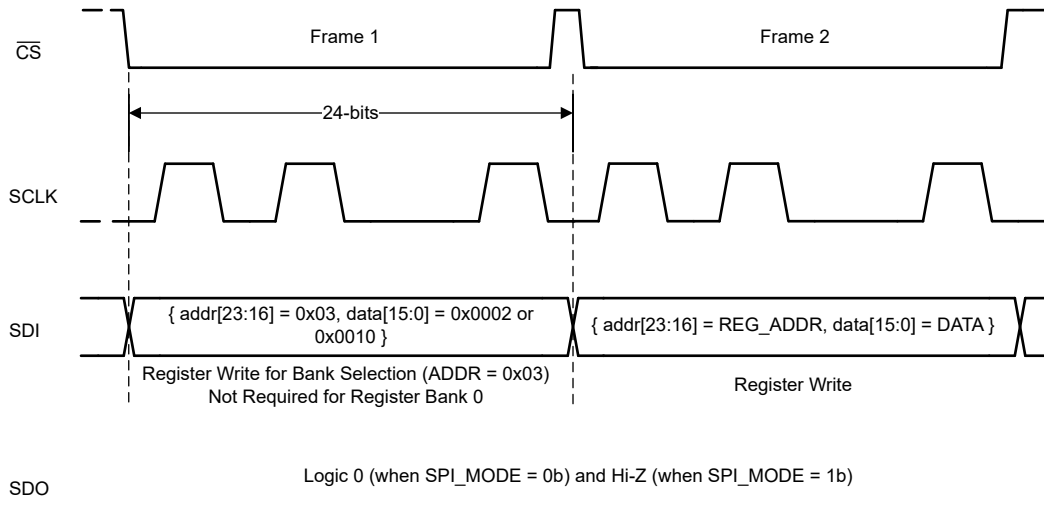 C̅S̅
Frame 1
Frame 2
24-bits
SCLK
SDI
{ addr[23:16] = 0x03, data[15:0] = 0x0002 or
0x0010 }
{ addr[23:16] = REG_ADDR, data[15:0] = DATA }
Register Write for Bank Selection (ADDR = 0x03)
Not Required for Register Bank 0
Register Write
SDO
Logic 0 (when SPI_MODE = 0b) and Hi-Z (when SPI_MODE = 1b)